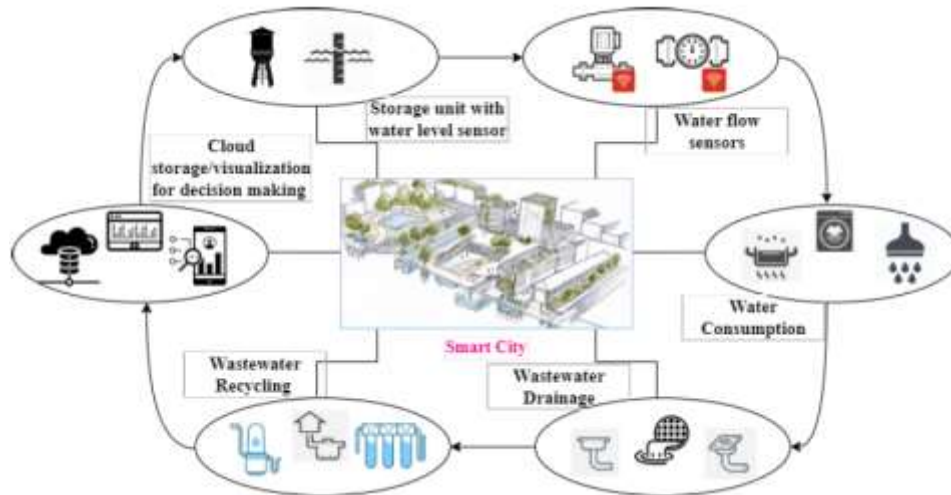 Storage unit with
water level sensor
Water flow
sensors
Cloud
storage/visualization
for decision making
Water
Consumption
Smart City
Wastewater
Recycling
Wastewater
Drainage